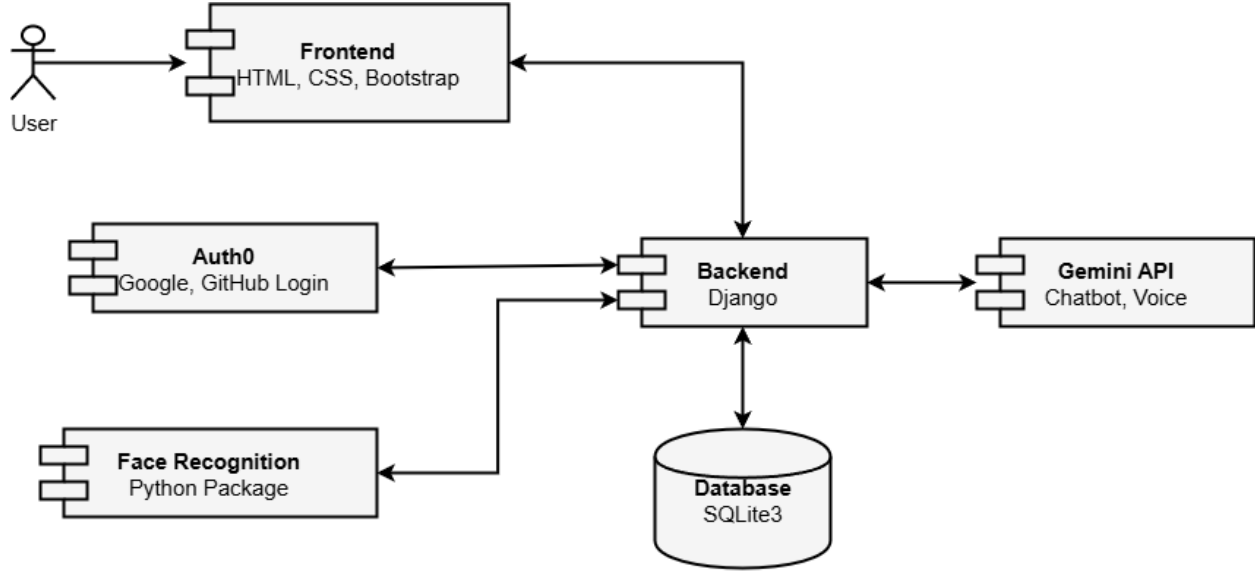 Frontend
HTML, CSS, Bootstrap
User
Auth0
Google, GitHub Login
Backend
Django
Gemini API
Chatbot, Voice
Face Recognition
Python Package
Database
SQLite3